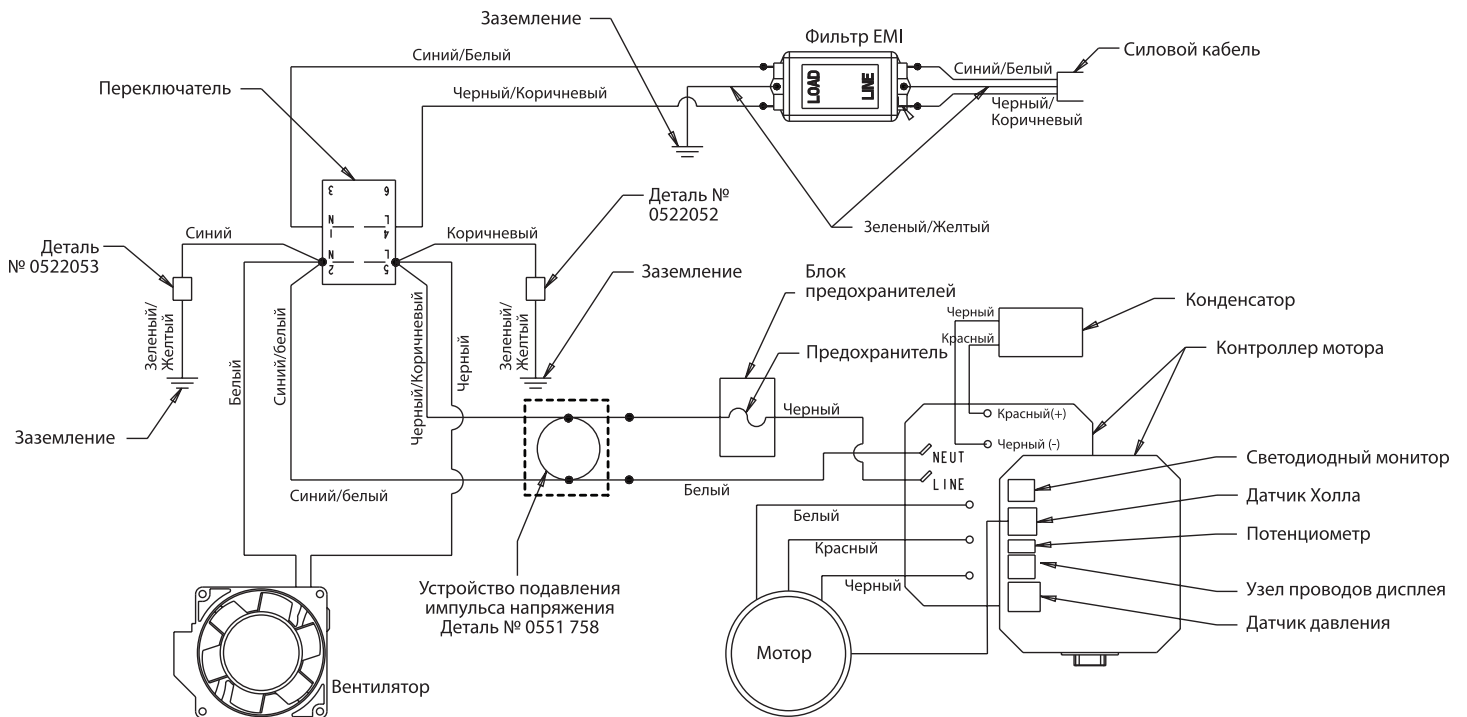 Заземление
Фильтр EMI
Синий/Белый
Силовой кабель
Синий/Белый
LOAD
LINE
Переключатель
Черный/Коричневый
Черный/
Коричневый
3
6
Деталь №
0522052
N
1
L
4
Зеленый/Желтый
Синий
Коричневый
Деталь
№ 0522053
N
2
L
5
Заземление
Блок
предохранителей
Конденсатор
Черный
Красный
Зеленый/
Желтый
Белый
Синий/белый
Черный/Коричневый
Черный
Зеленый/
Желтый
Предохранитель
Контроллер мотора
Заземление
Черный
Красный(+)
Черный (-)
NEUT
LINE
Светодиодный монитор
Синий/белый
Белый
Датчик Холла
Белый
Потенциометр
Красный
Черный
Узел проводов дисплея
Устройство подавления
импульса напряжения
Деталь № 0551 758
Датчик давления
Мотор
Вентилятор